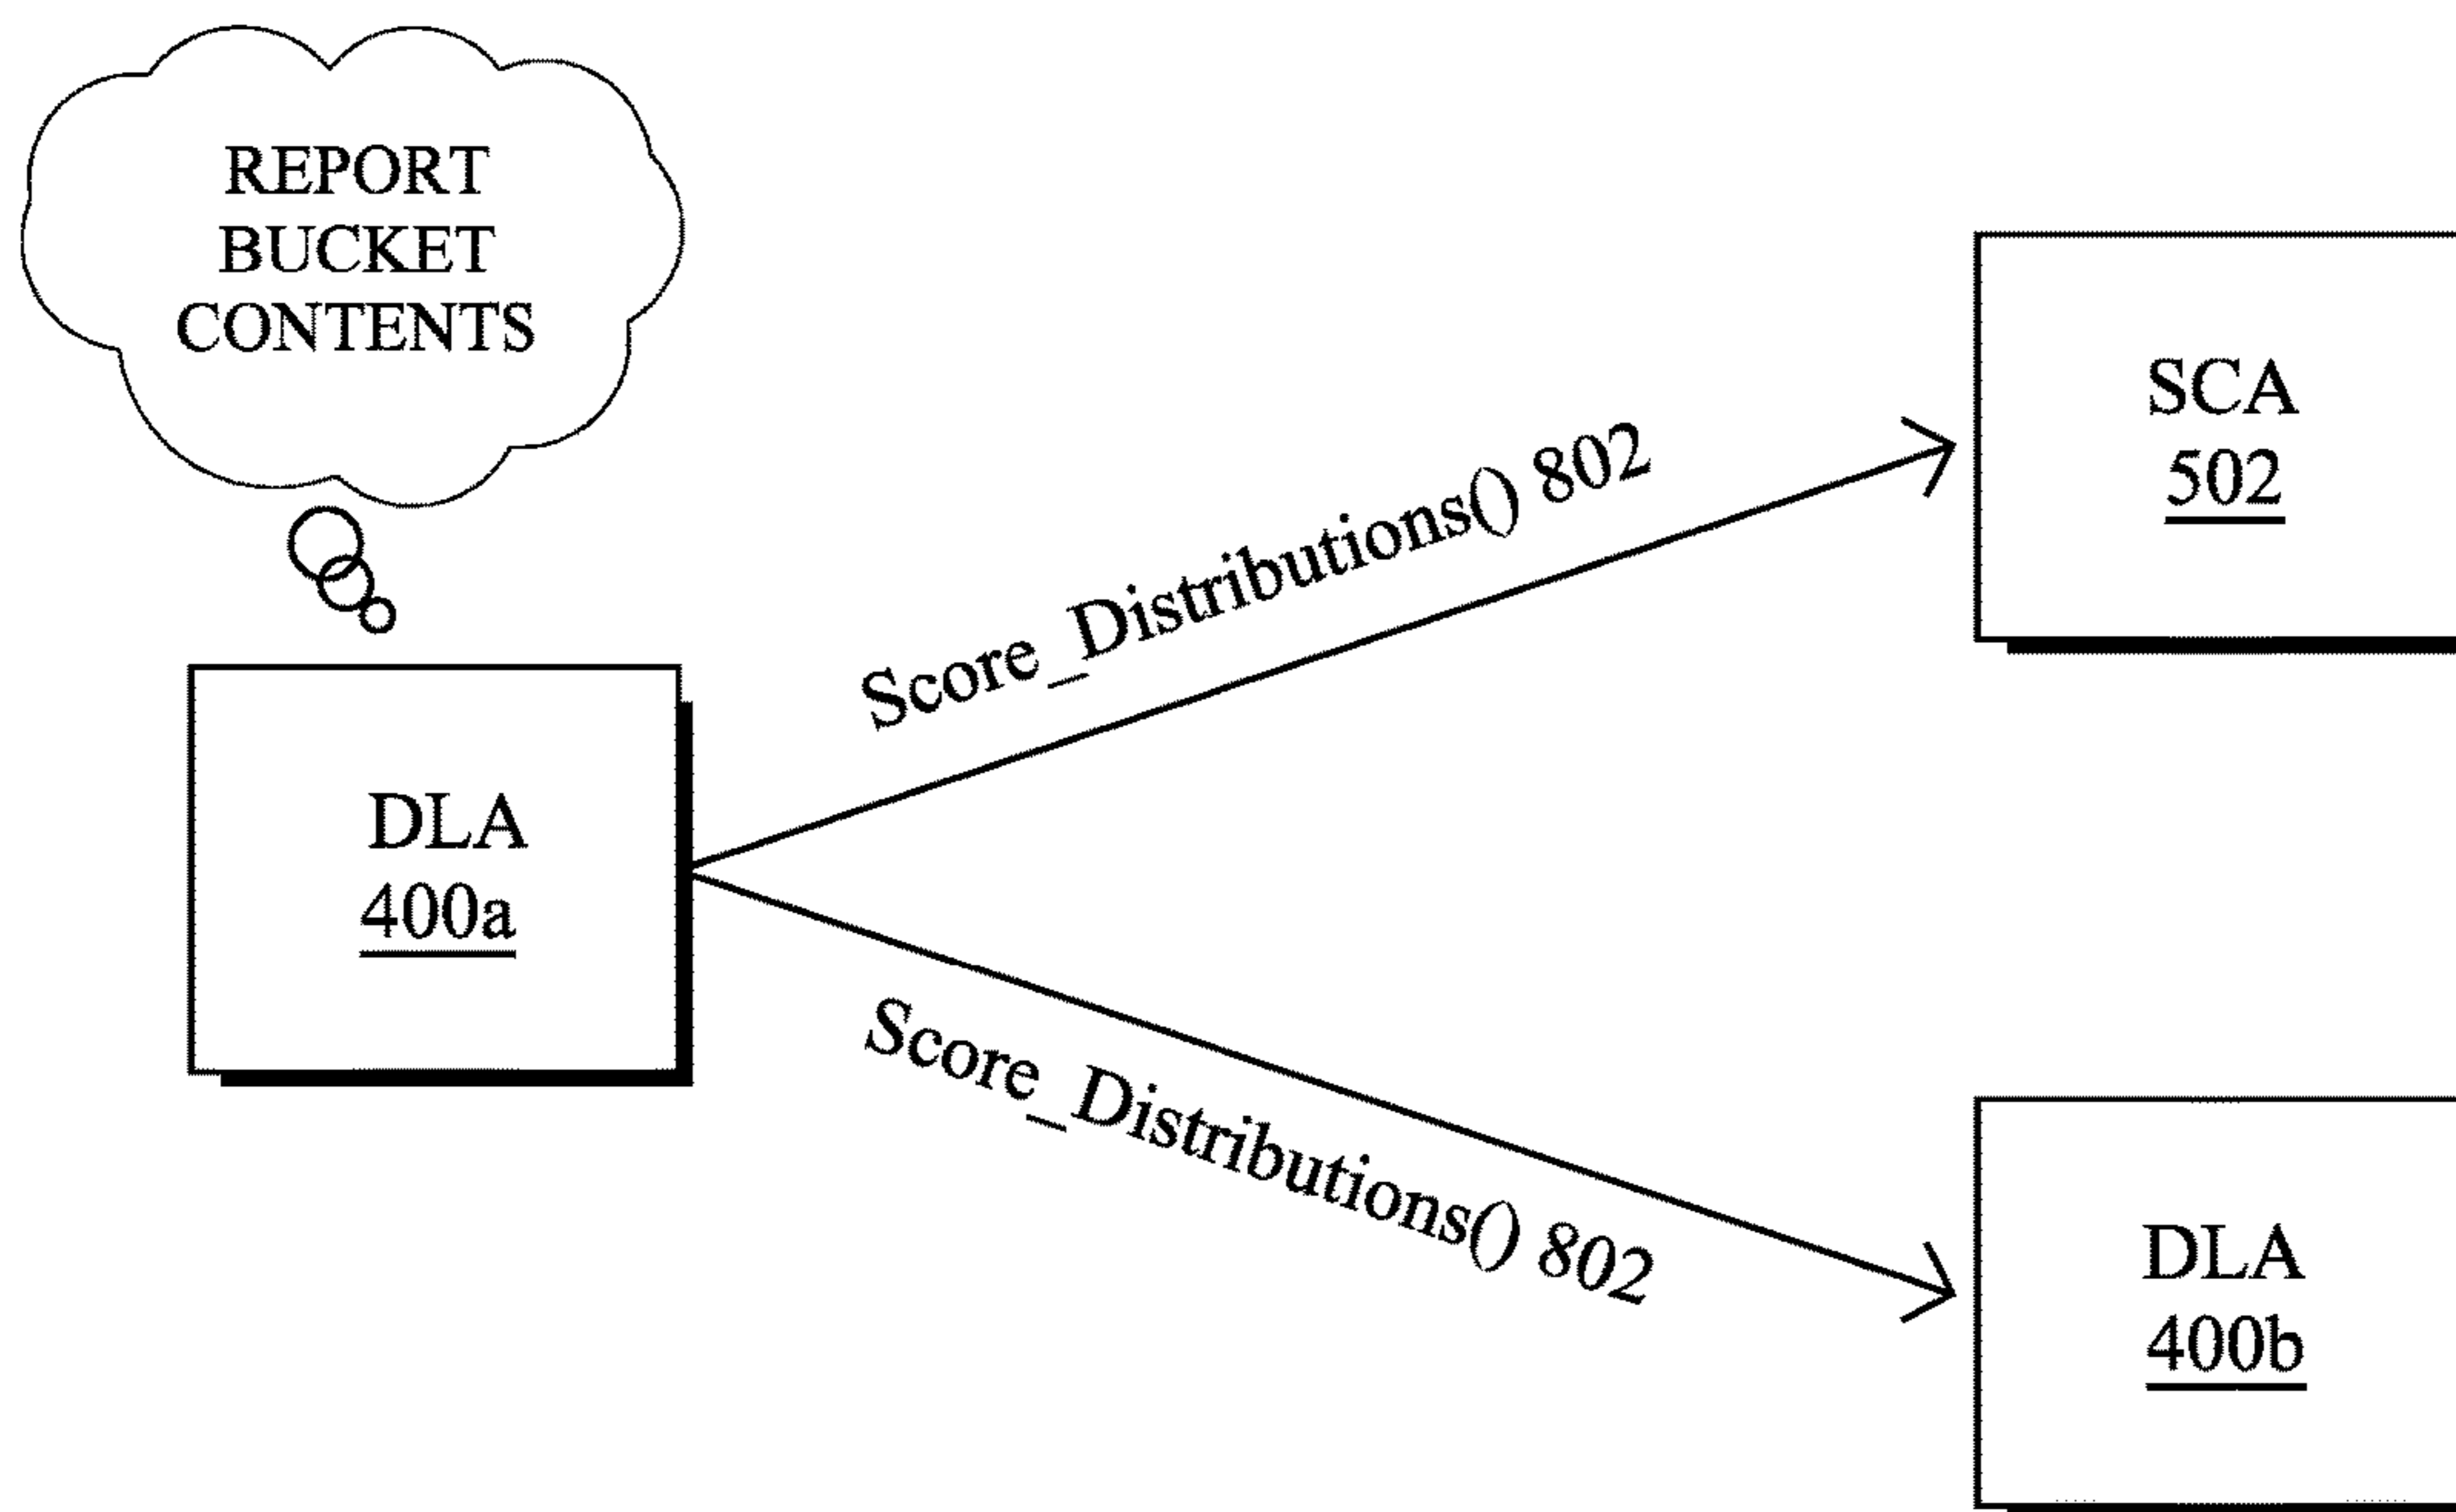 REPORT
BUCKET
CONTENTS
SCA
502
Score_Distributions() 802
DLA
400a
Score_Distributions() 802
DLA
400b